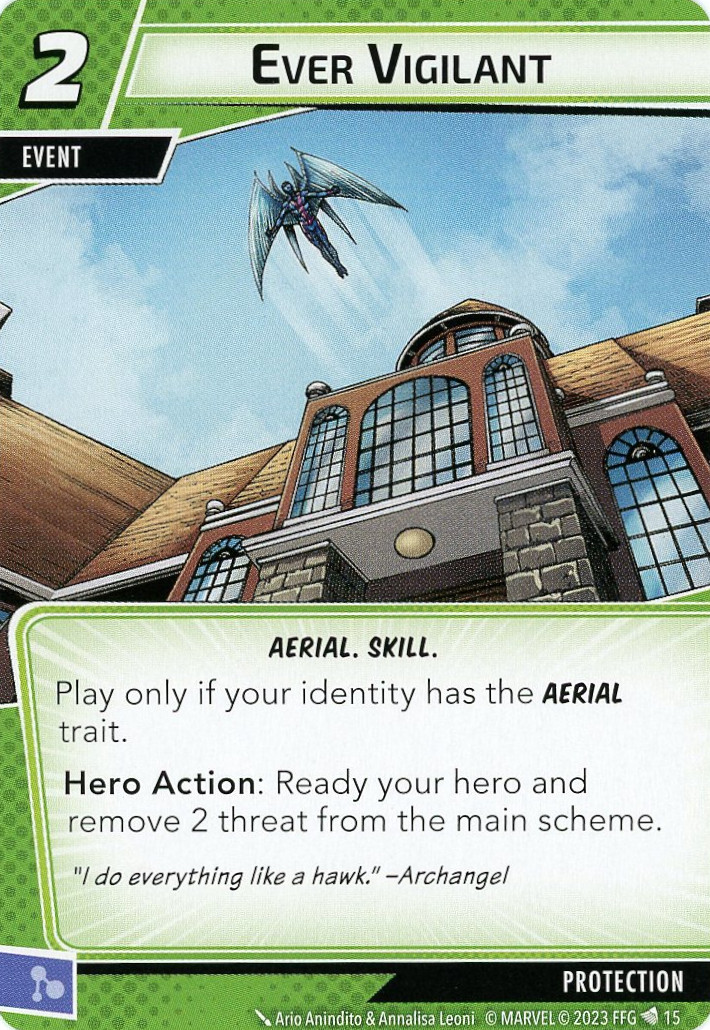 2
EVER VIGILANT
EVENT
AERIAL. SKILL.
Play only if your identity has the AERIAL
trait.
Hero Action: Ready your hero and
remove 2 threat from the main scheme.
"I do everything like a hawk." –Archangel
PROTECTION
Ario Anindito & Annalisa Leoni © MARVEL © 2023 FFG 15